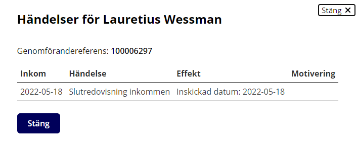 Stäng ✕
Händelser för Lauretius Wessman
Genomförandereferens: 100006297
Inkom Händelse Effekt Motivering
2022-05-18 Slutredovisning inkommen Inskickad datum: 2022-05-18
Stäng